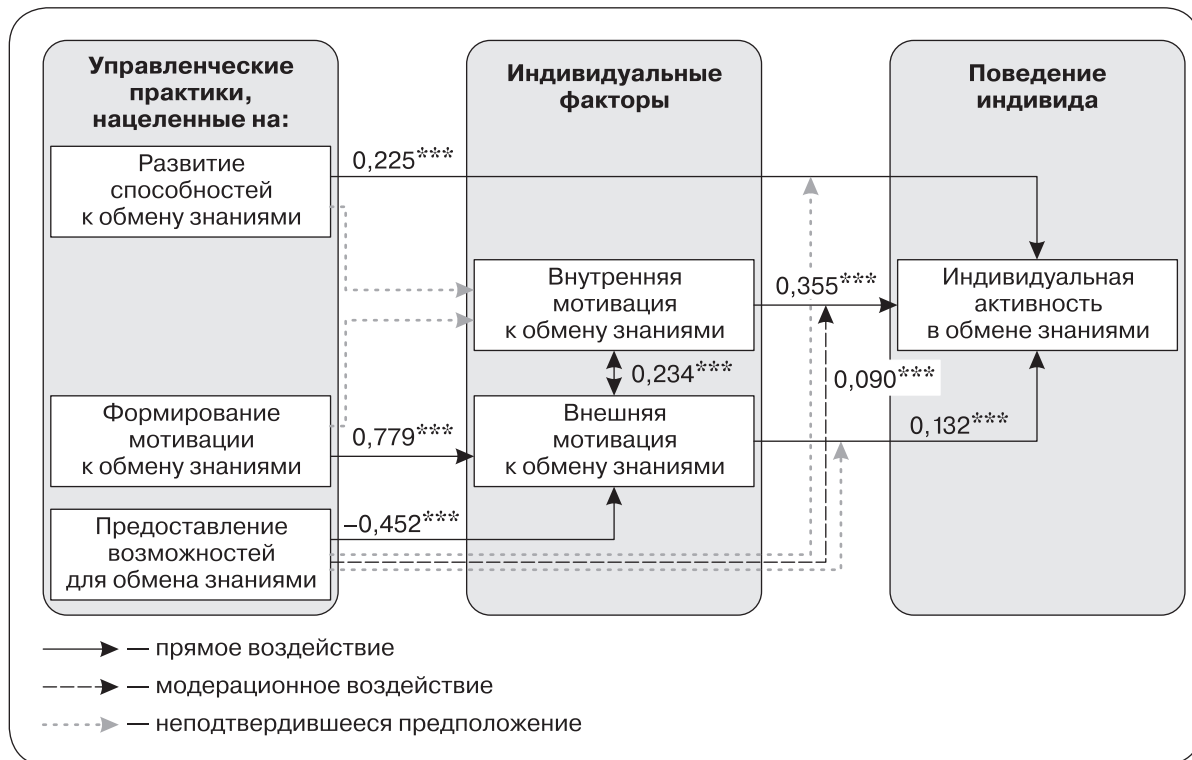 Управленческие
практики,
нацеленные на:
Индивидуальные
факторы
Поведение
индивида
Развитие
способностей
к обмену знаниями
0,225***
Внутренняя
мотивация
к обмену знаниями
0,355***
Индивидуальная
активность
в обмене знаниями
0,234***
0,090***
Формирование
мотивации
к обмену знаниями
0,779***
Внешняя
мотивация
к обмену знаниями
0,132***
Предоставление
возможностей
для обмена знаниями
–0,452***
— прямое воздействие
— модерационное воздействие
— неподтвердившееся предположение